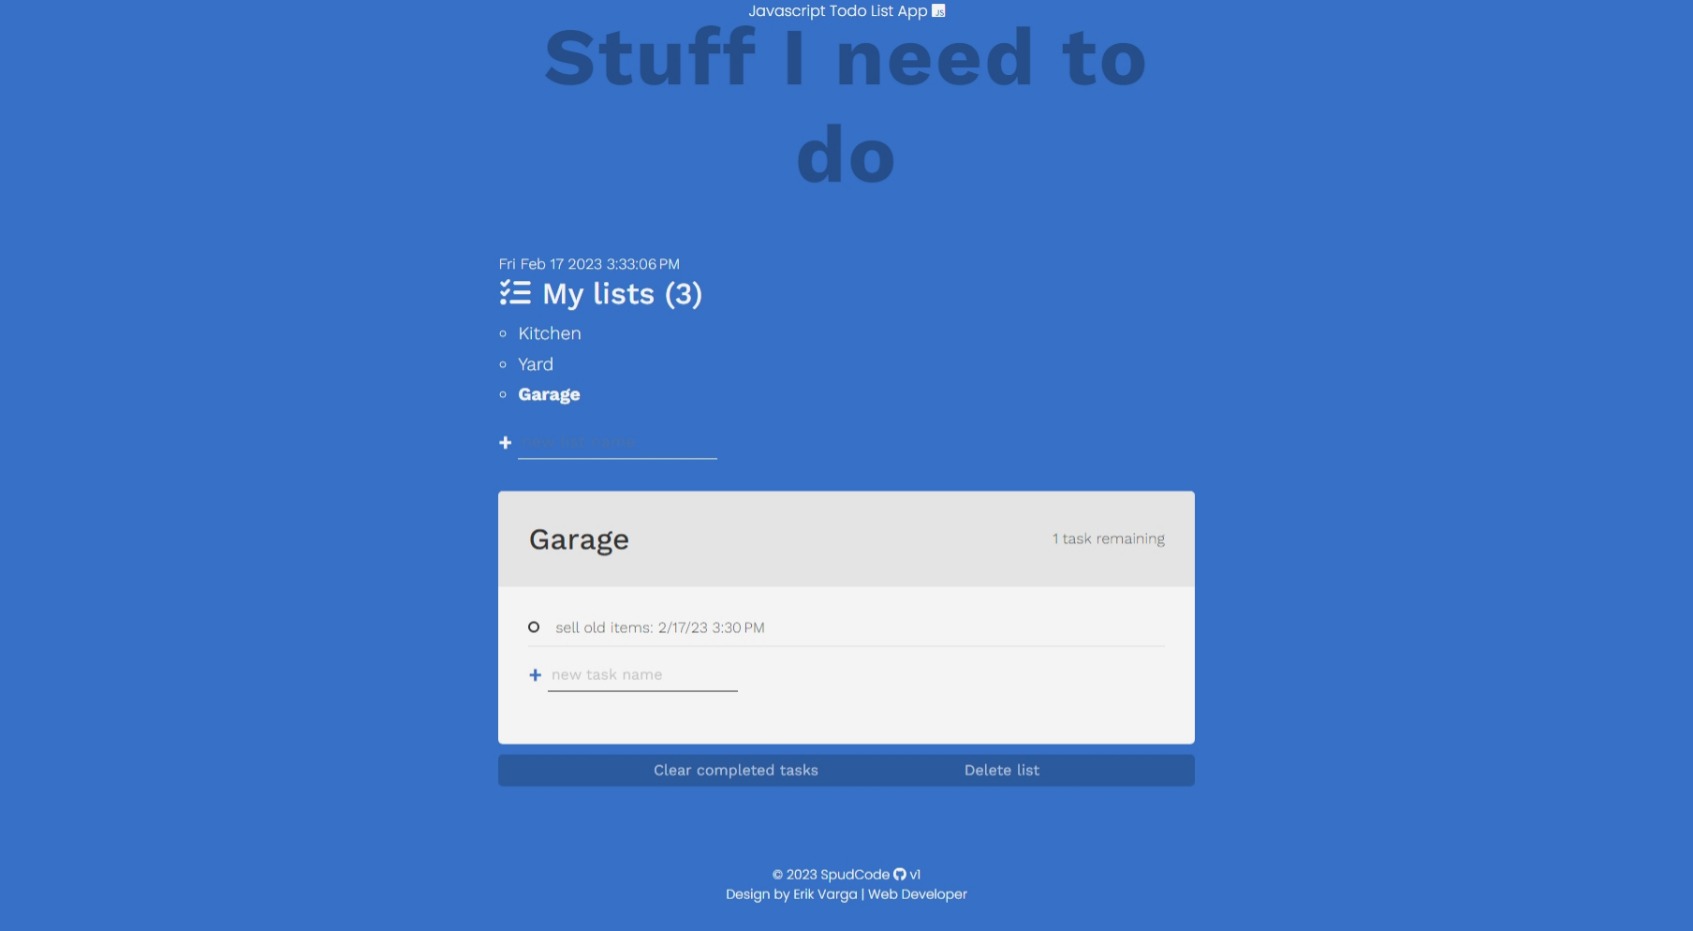 Javascript Todo List App JS
Stuff I need to
do
Fri Feb 17 2023 3:33:06 PM
My lists (3)
Kitchen
Yard
Garage
Garage
1 task remaining
sell old items: 2/17/23 3:30 PM
new task name
Clear completed tasks
Delete list
© 2023 SpudCode v1
Design by Erik Varga | Web Developer